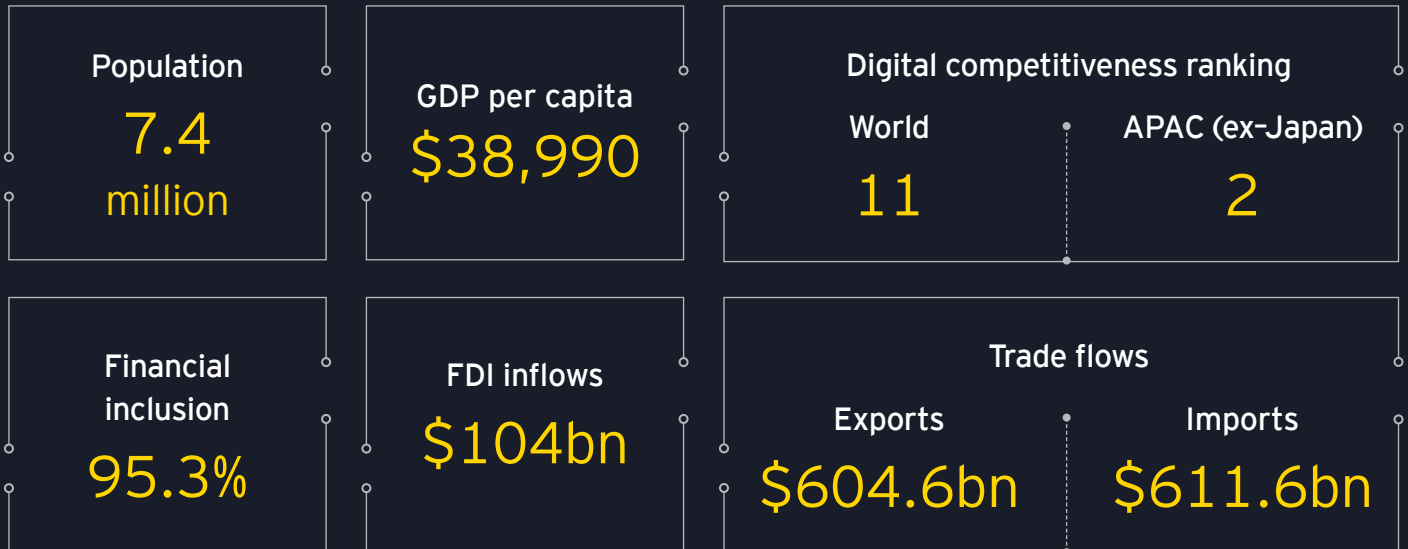 Population
7.4
million
GDP per capita
$38,990
Digital competitiveness ranking
World
11
APAC (ex-Japan)
2
Financial
inclusion
95.3%
FDI inflows
$104bn
Trade flows
Exports
$604.6bn
Imports
$611.6bn